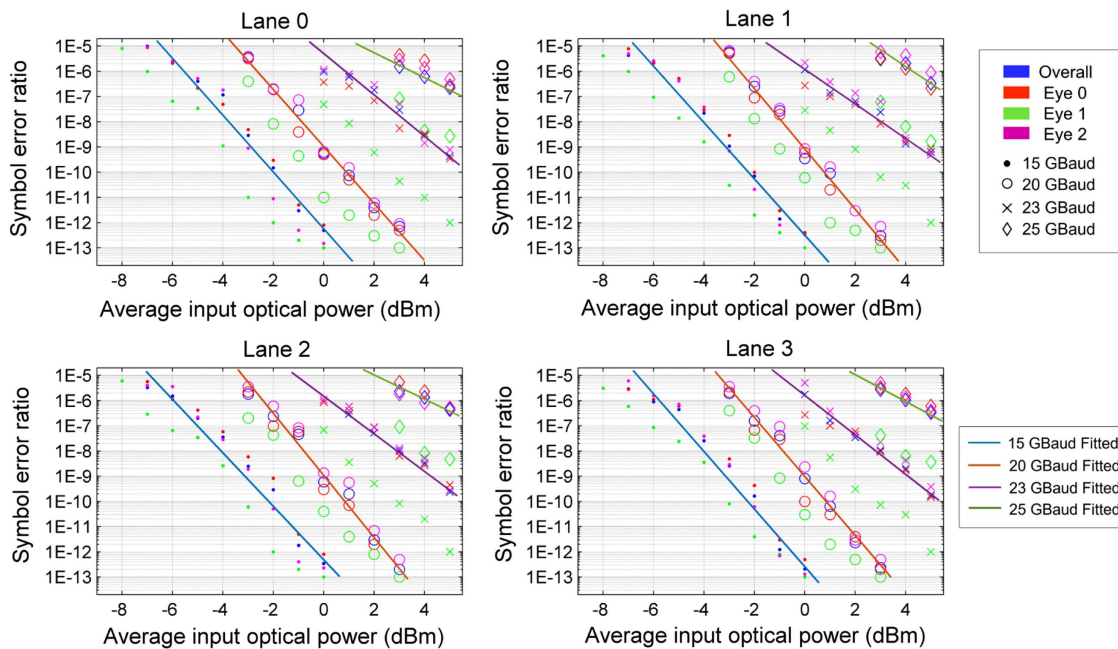 Lane 0
Symbol error ratio
1E-5
1E-6
1E-7
1E-8
1E-9
1E-10
1E-11
1E-12
1E-13
-8 -6 -4 -2 0 2 4
Average input optical power (dBm)
Lane 1
Symbol error ratio
1E-5
1E-6
1E-7
1E-8
1E-9
1E-10
1E-11
1E-12
1E-13
-8 -6 -4 -2 0 2 4
Average input optical power (dBm)
Overall
Eye 0
Eye 1
Eye 2
15 GBaud
20 GBaud
23 GBaud
25 GBaud
Lane 2
Symbol error ratio
1E-5
1E-6
1E-7
1E-8
1E-9
1E-10
1E-11
1E-12
1E-13
-8 -6 -4 -2 0 2 4
Average input optical power (dBm)
Lane 3
Symbol error ratio
1E-5
1E-6
1E-7
1E-8
1E-9
1E-10
1E-11
1E-12
1E-13
-8 -6 -4 -2 0 2 4
Average input optical power (dBm)
15 GBaud Fitted
20 GBaud Fitted
23 GBaud Fitted
25 GBaud Fitted